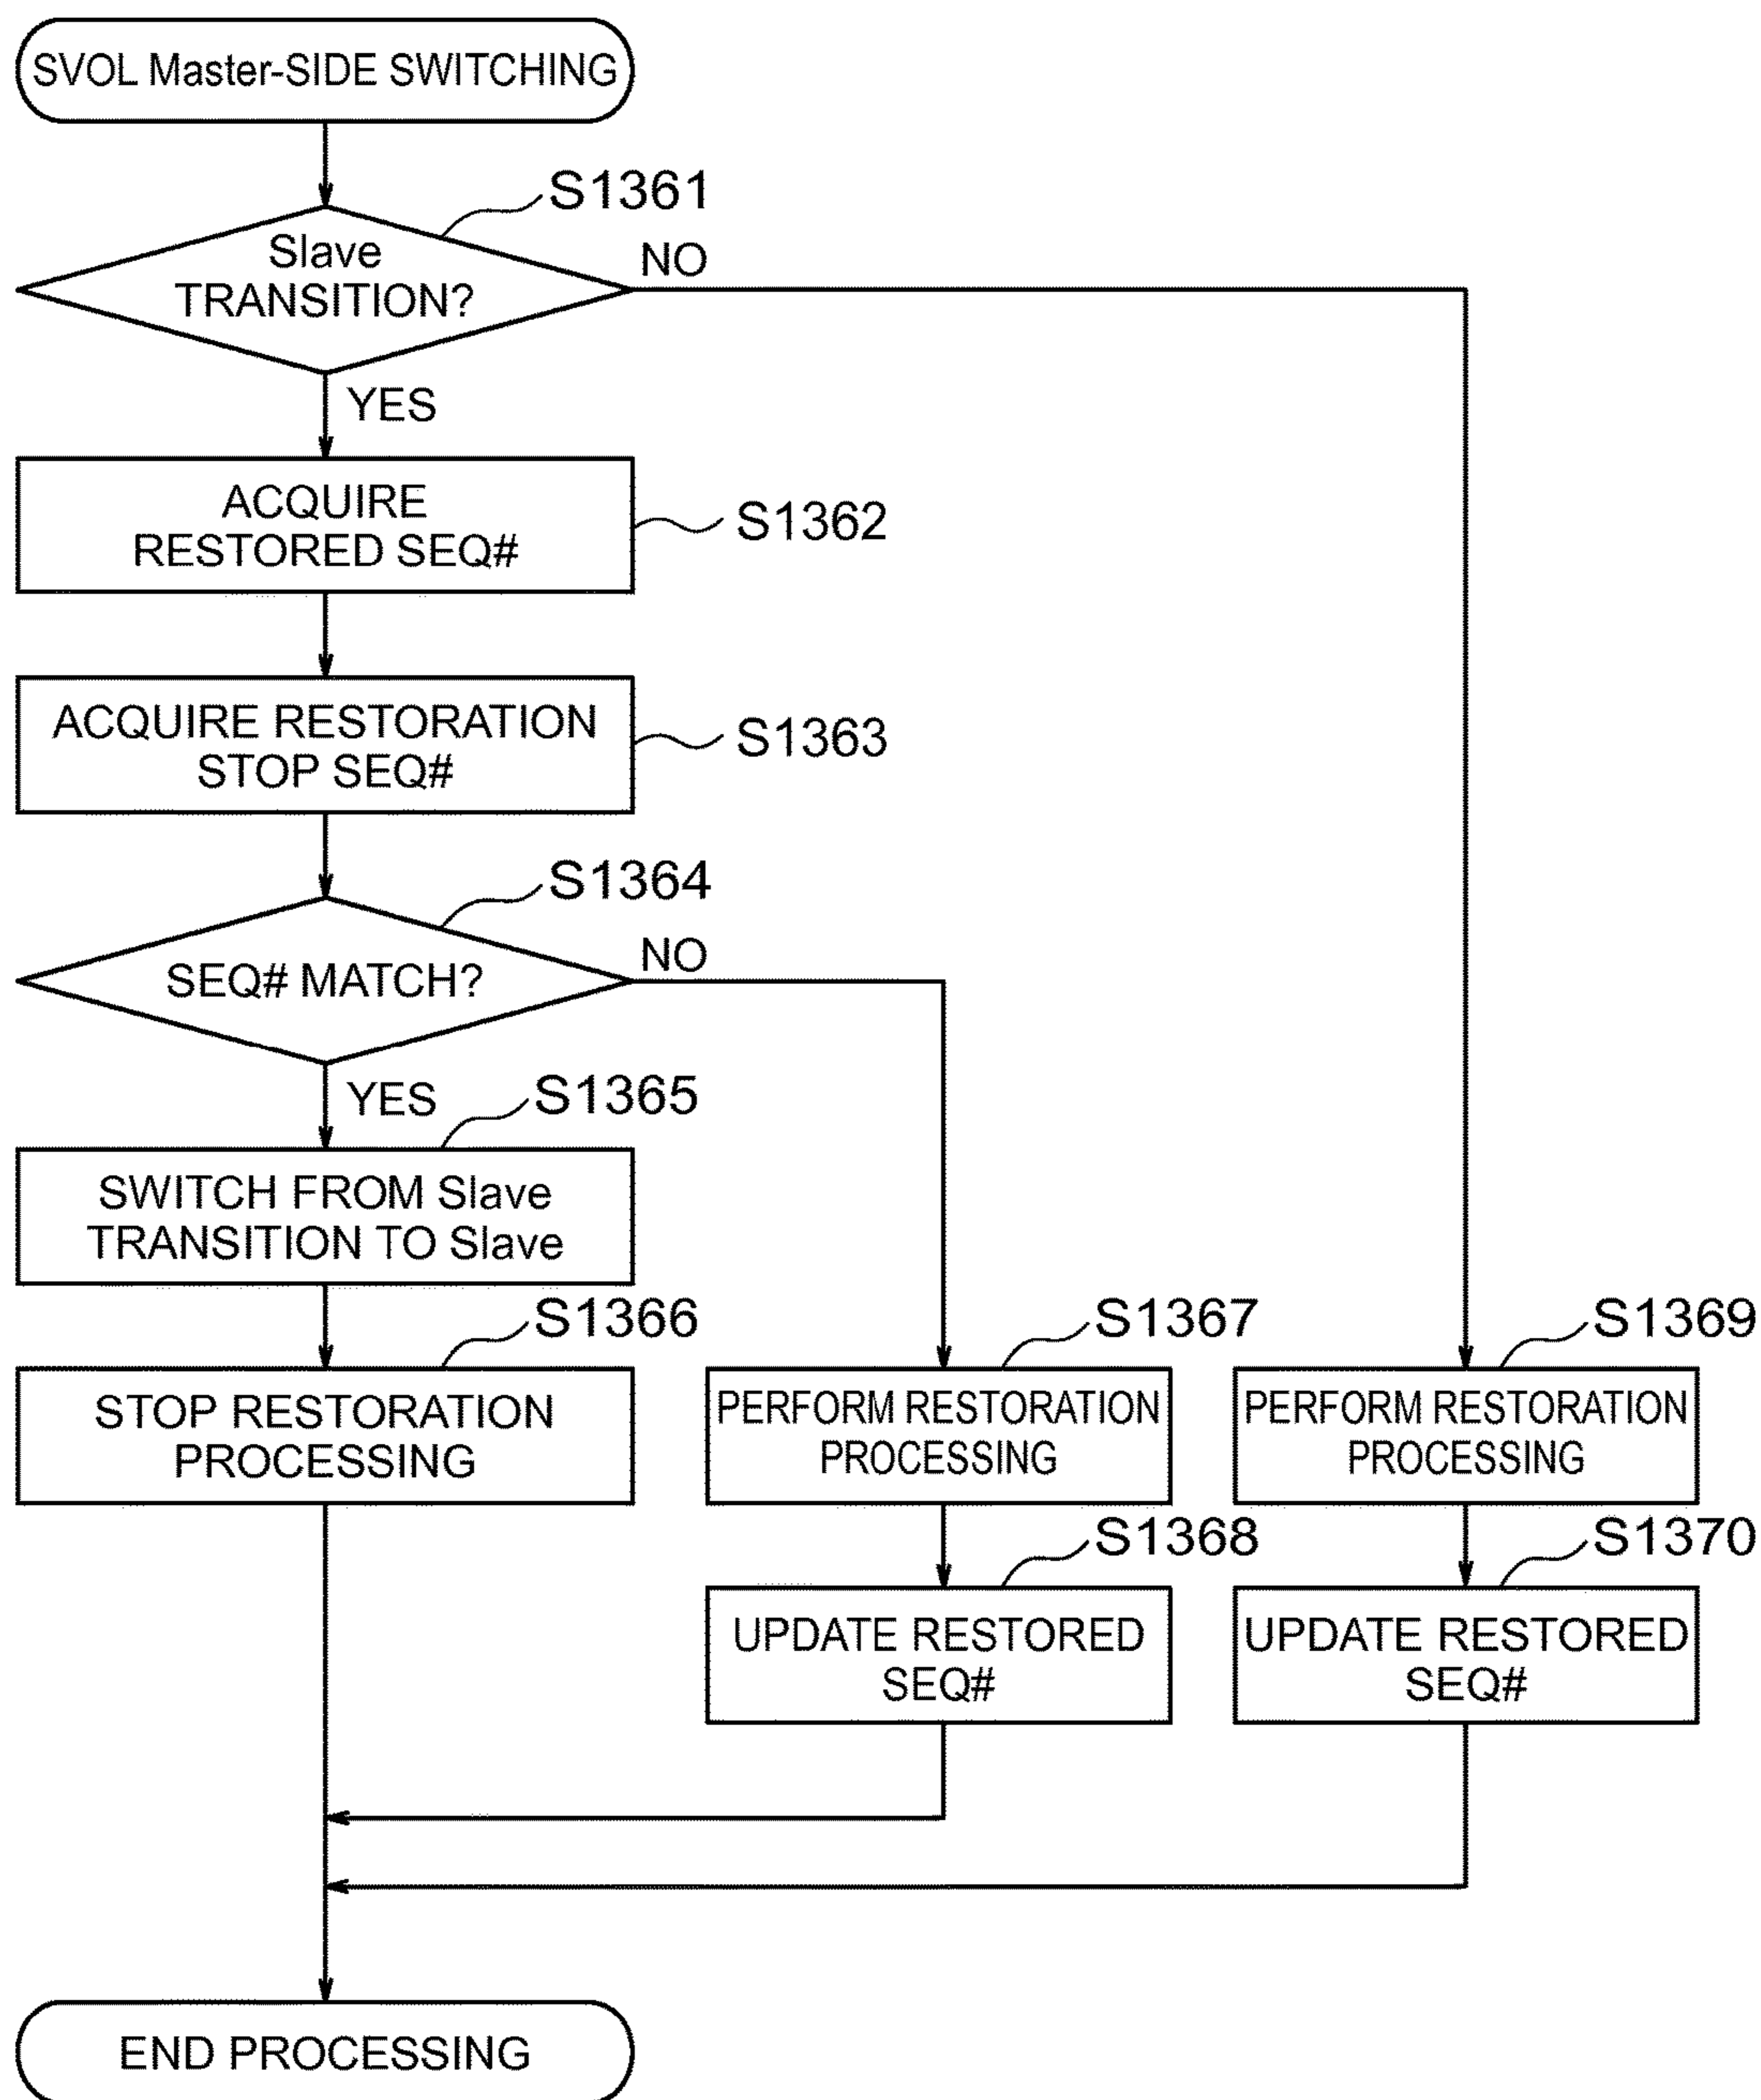 SVOL Master-SIDE SWITCHING
S1361
Slave
TRANSITION?
NO
YES
ACQUIRE
RESTORED SEQ#
S1362
ACQUIRE RESTORATION
STOP SEQ#
S1363
S1364
SEQ# MATCH?
NO
YES
S1365
SWITCH FROM Slave
TRANSITION TO Slave
S1366
STOP RESTORATION
PROCESSING
S1367
PERFORM RESTORATION
PROCESSING
S1369
PERFORM RESTORATION
PROCESSING
S1368
UPDATE RESTORED
SEQ#
S1370
UPDATE RESTORED
SEQ#
END PROCESSING